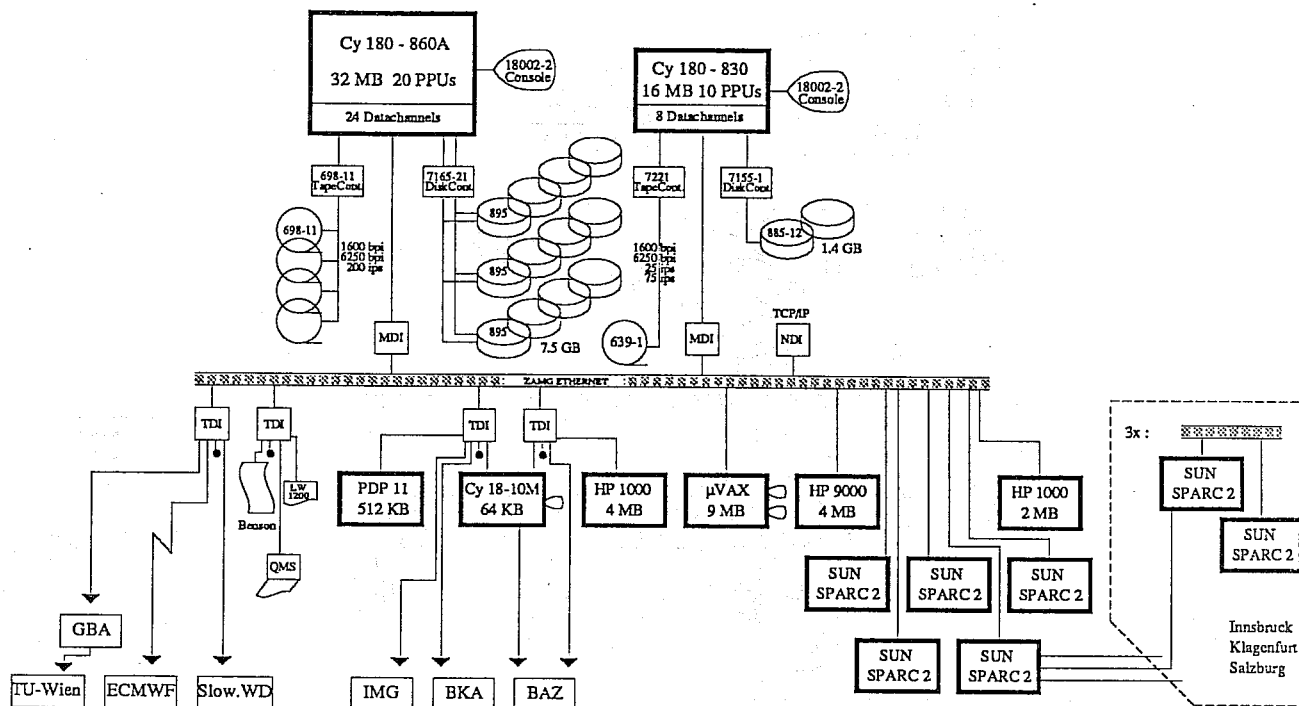 Cy 180 - 860A
32 MB 20 PPUs
24 Datachannels
18002-2
Console
Cy 180 - 830
16 MB 10 PPUs
8 Datachannels
18002-2
Console
698-11
TapeCont.
7165-21
DiskCont.
7221
TapeCont.
7155-1
DiskCont.
698-11
1600 bpi
6250 bpi
200 ips
895
895
895
7.5 GB
1600 bpi
6250 bpi
25 ips
75 ips
639-1
885-12
1.4 GB
MDI
MDI
TCP/IP
NDI
ZAMG ETHERNET
TDI
TDI
TDI
TDI
Benson
LW
1200
QMS
PDP 11
512 KB
Cy 18-10M
64 KB
HP 1000
4 MB
µVAX
9 MB
HP 9000
4 MB
HP 1000
2 MB
3x :
SUN
SPARC 2
SUN
SPARC 2
SUN
SPARC 2
SUN
SPARC 2
SUN
SPARC 2
SUN
SPARC 2
SUN
SPARC 2
Innsbruck
Klagenfurt
Salzburg
GBA
TU-Wien
ECMWF
Slow.WD
IMG
BKA
BAZ